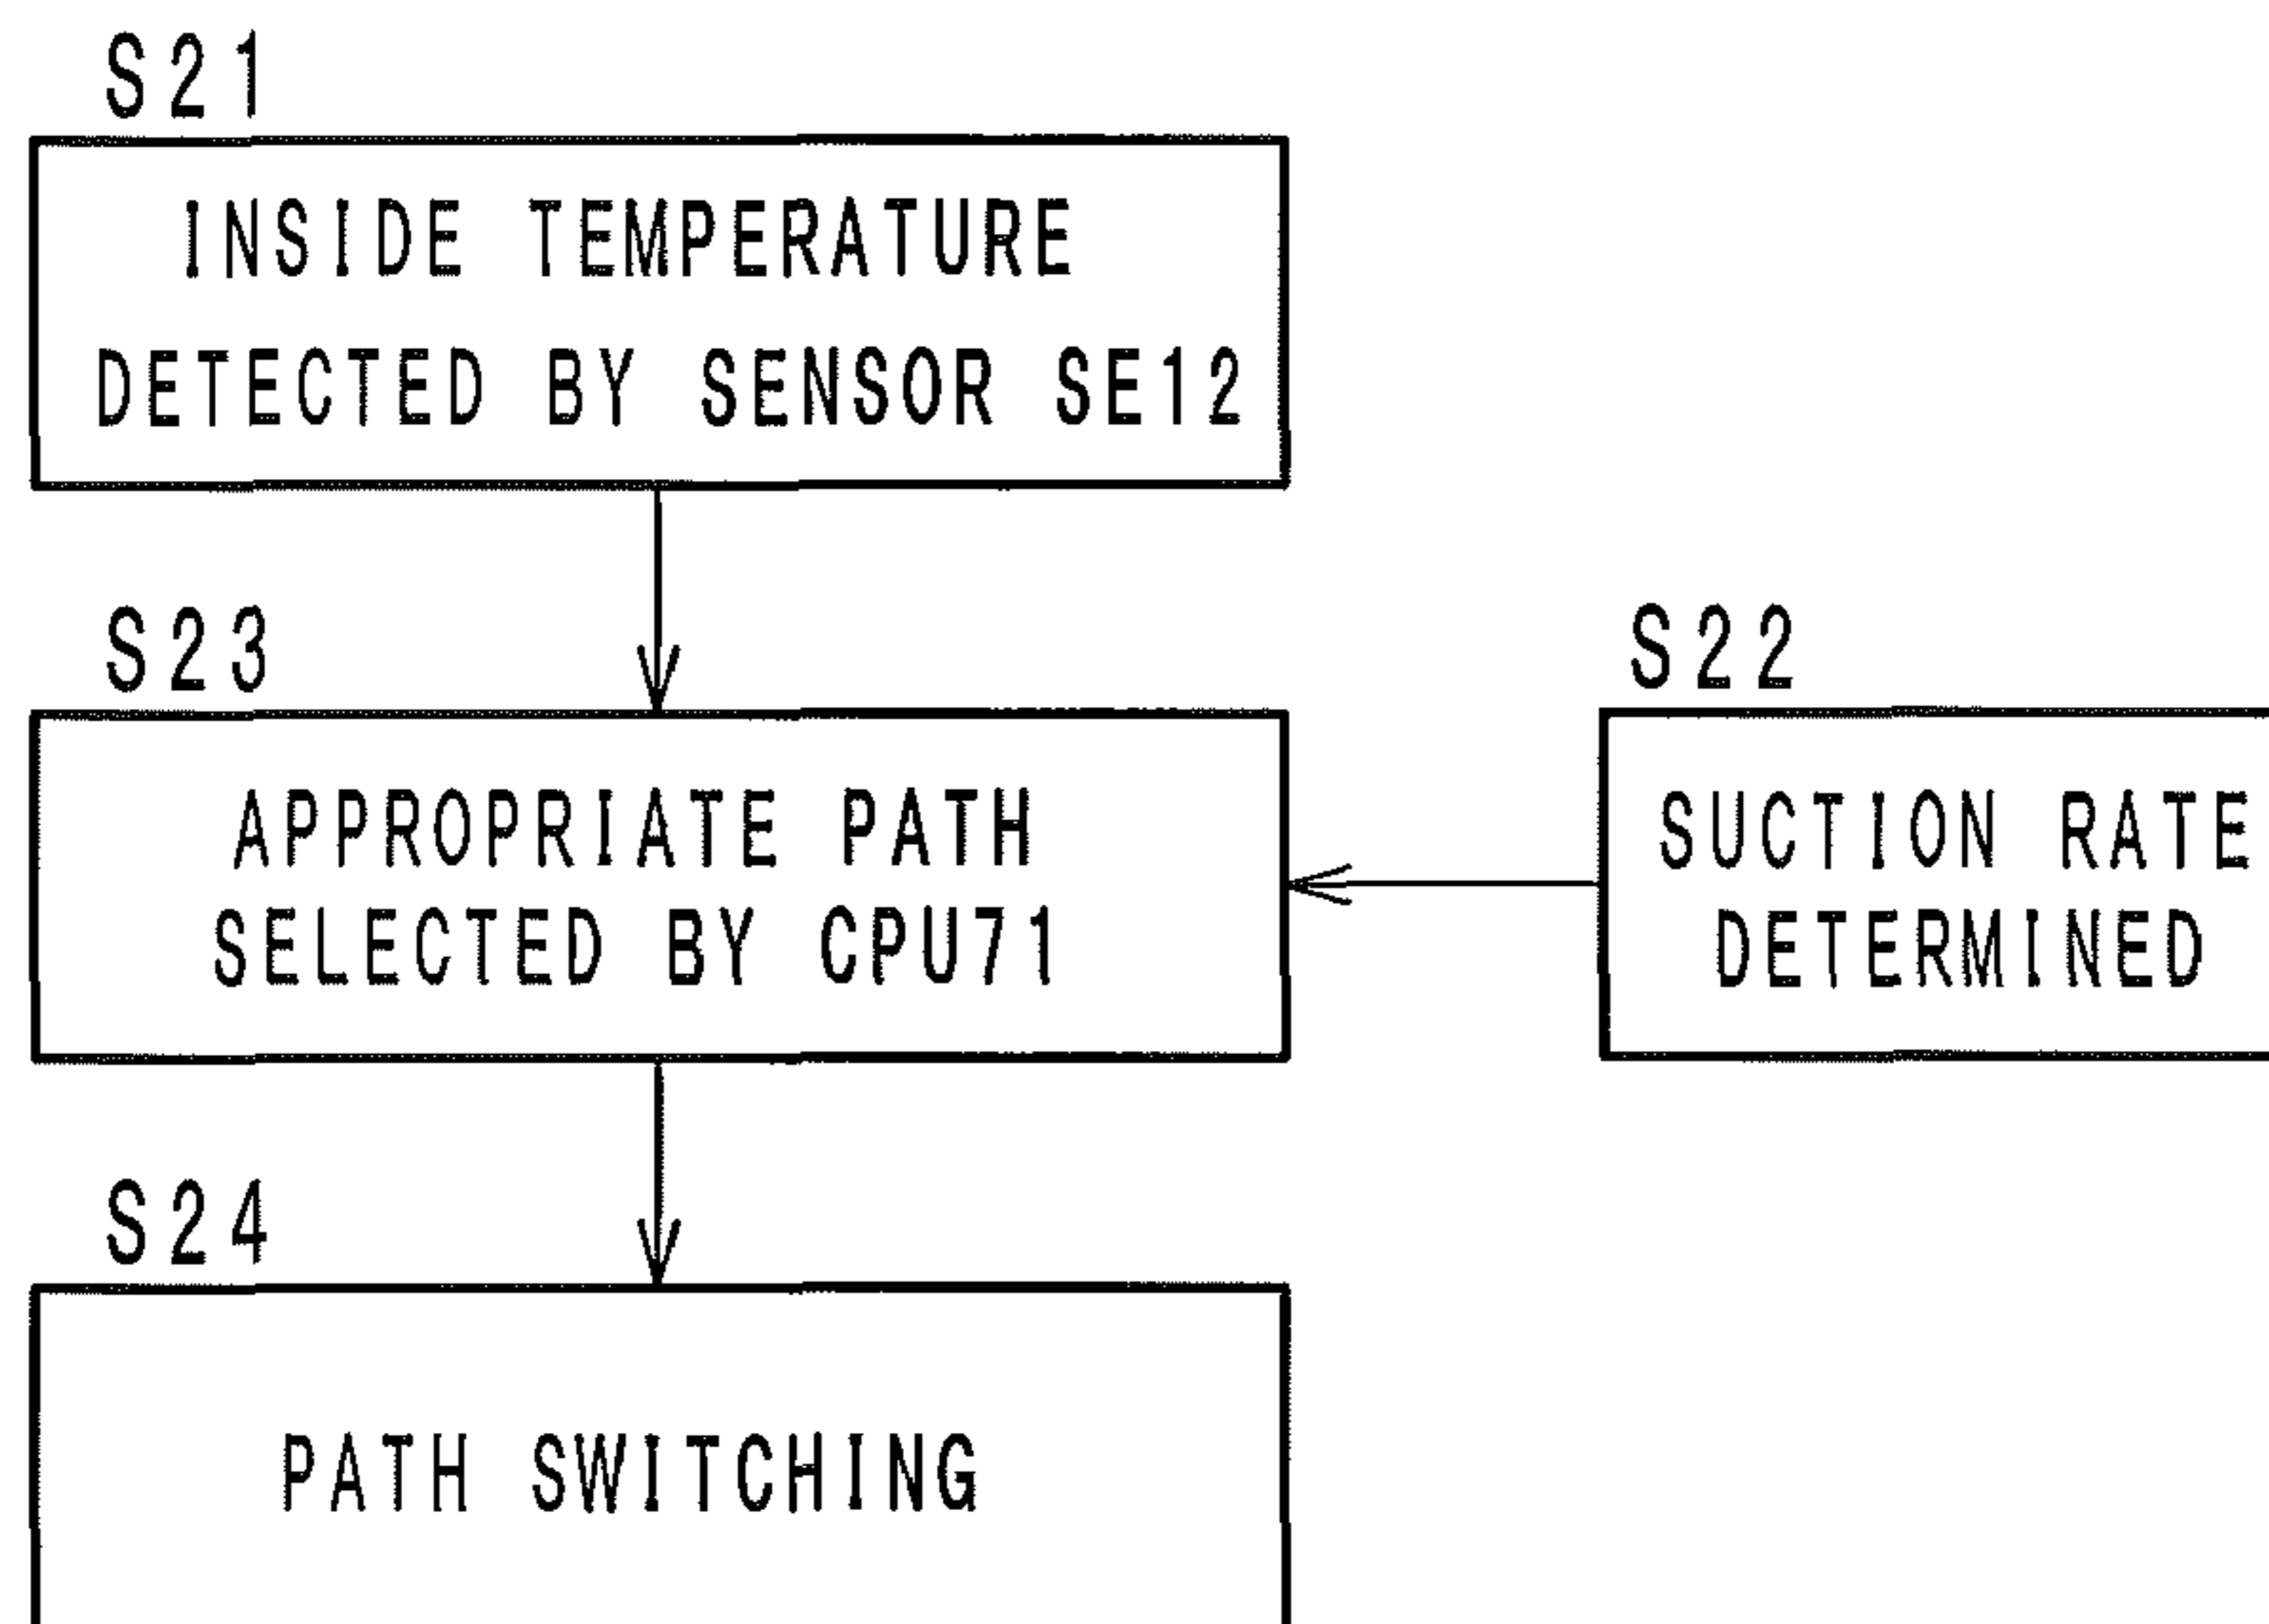 S21
INSIDE TEMPERATURE
DETECTED BY SENSOR SE12
S23
APPROPRIATE PATH
SELECTED BY CPU71
S22
SUCTION RATE
DETERMINED
S24
PATH SWITCHING